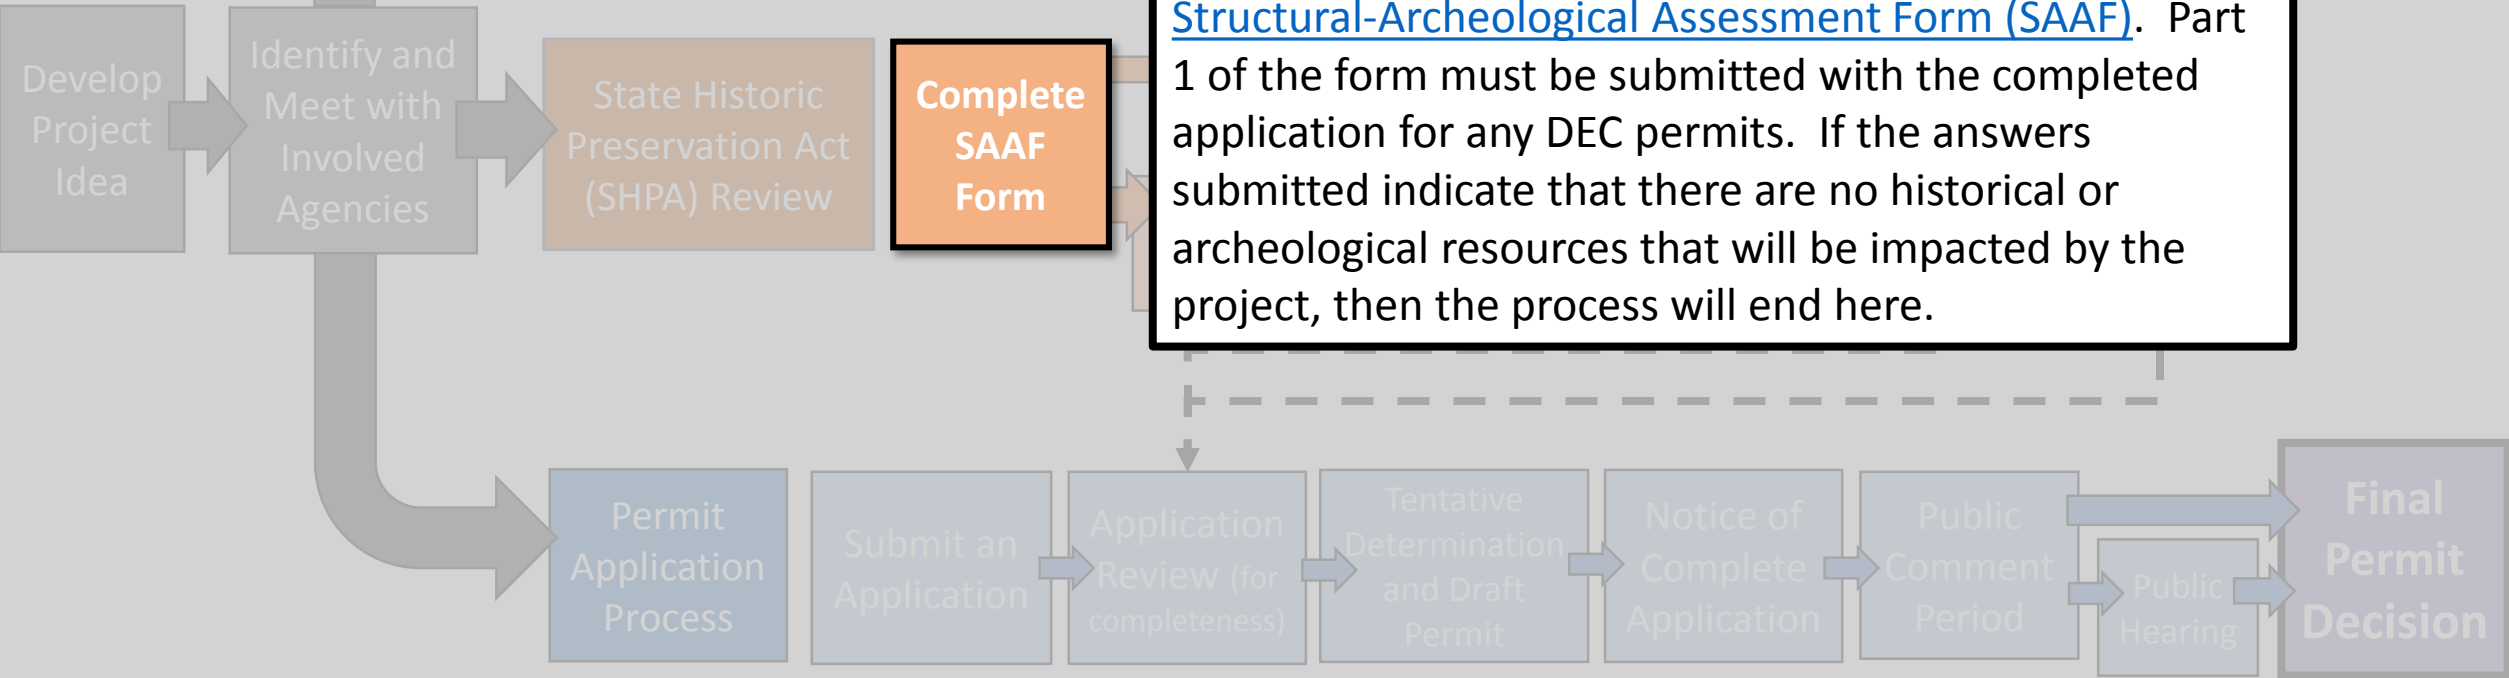 Develop
Project
Idea
Identify and
Meet with
Involved
Agencies
State Historic
Preservation Act
(SHPA) Review
Complete
SAAF
Form
Structural-Archeological Assessment Form (SAAF). Part
1 of the form must be submitted with the completed
application for any DEC permits. If the answers
submitted indicate that there are no historical or
archeological resources that will be impacted by the
project, then the process will end here.
Permit
Application
Process
Submit an
Application
Application
Review (for
completeness)
Tentative
Determination
and Draft
Permit
Notice of
Complete
Application
Public
Comment
Period
Public
Hearing
Final
Permit
Decision